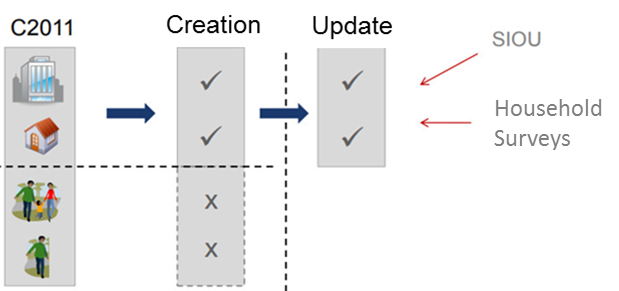 C2011
Creation
Update
SIOU
Household
Surveys
x
x